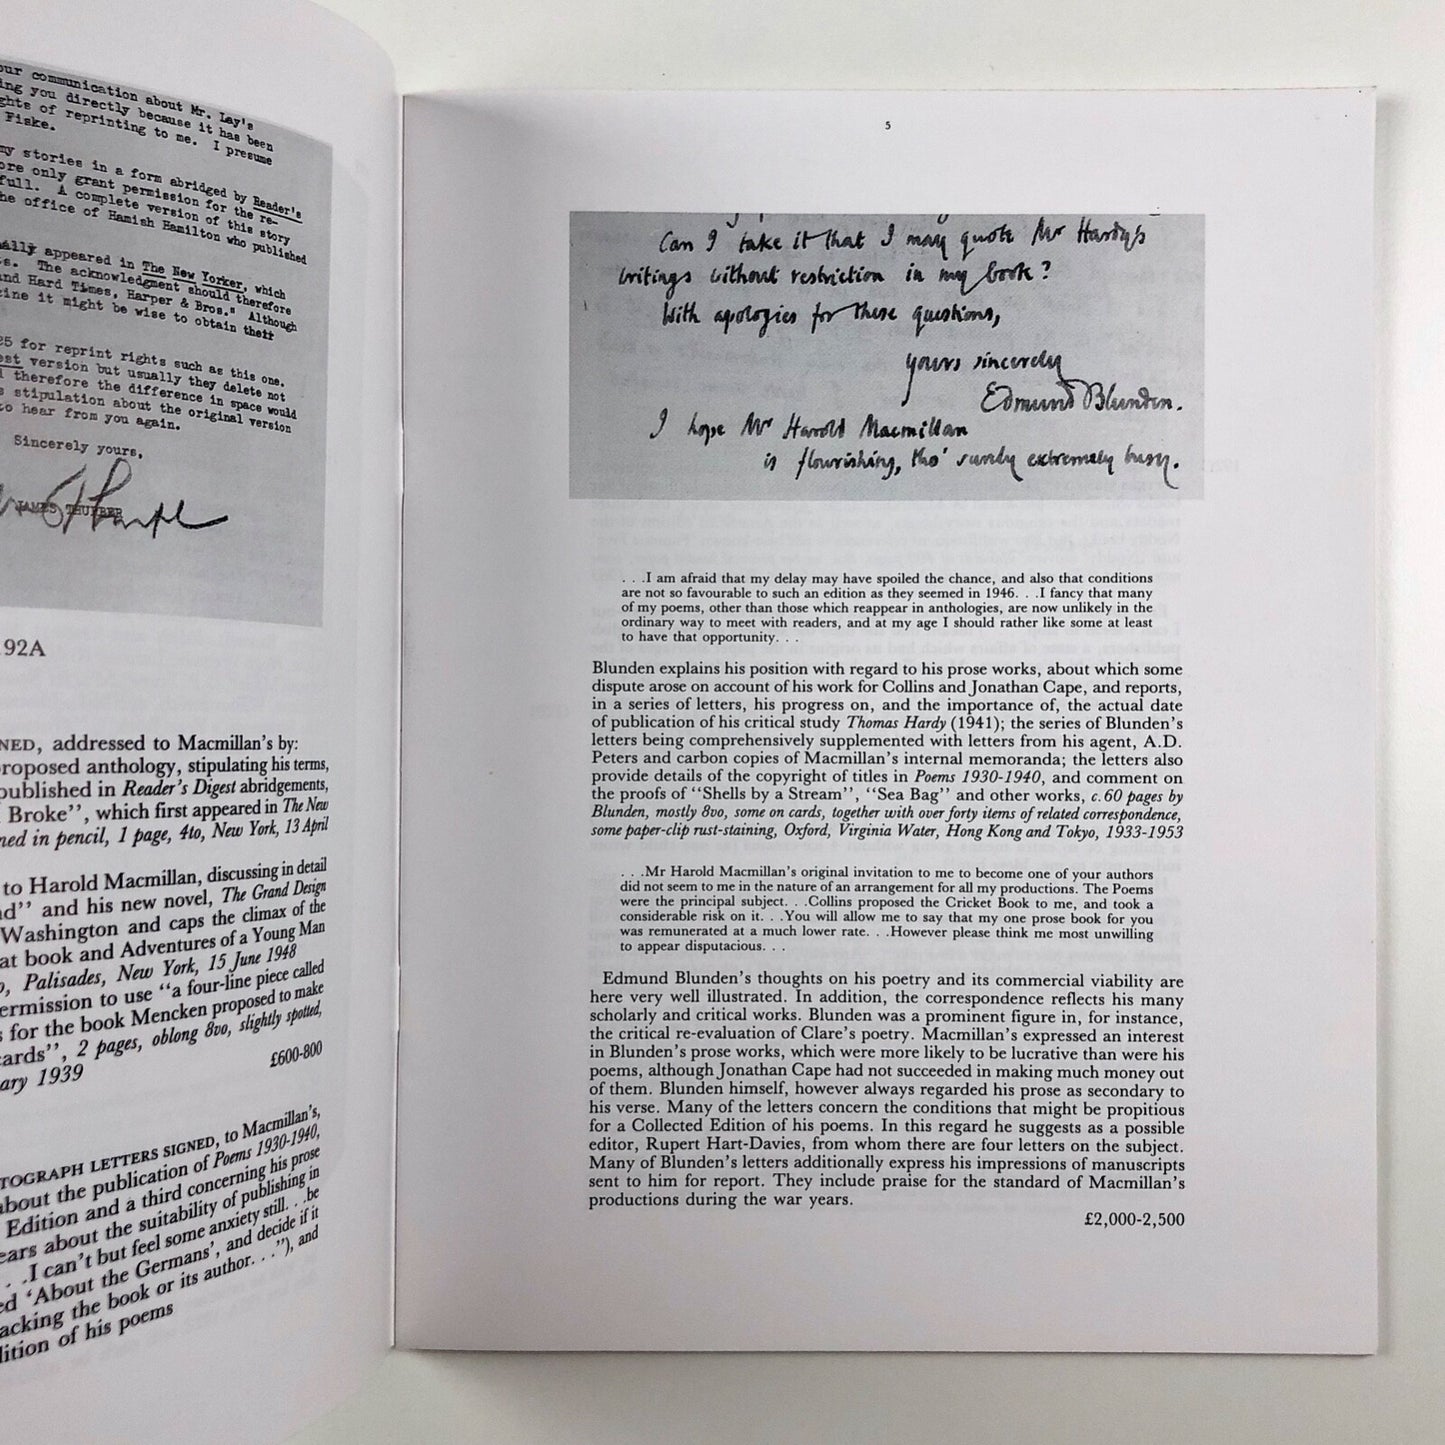 our communication about Mr. Lay's
ing you directly because it has been
ghts of reprinting to me. I presume
Fiske.
my stories in a form abridged by Reader's
ore only grant permission for the re-
full. A complete version of this story
he office of Hamish Hamilton who published
ally appeared in The New Yorker, which
s. The acknowledgment should therefore
nd Hard Times, Harper & Bros." Although
zine it might be wise to obtain their
25 for reprint rights such as this one.
est version but usually they delete not
d therefore the difference in space would
s stipulation about the original version
to hear from you again.
Sincerely yours,
JAMES THURBER
192A
NED, addressed to Macmillan's by:
roposed anthology, stipulating his terms,
published in Reader's Digest abridgements,
Broke", which first appeared in The New
ned in pencil, 1 page, 4to, New York, 13 April
to Harold Macmillan, discussing in detail
nd" and his new novel, The Grand Design
Washington and caps the climax of the
at book and Adventures of a Young Man
o, Palisades, New York, 15 June 1948
ermission to use "a four-line piece called
s for the book Mencken proposed to make
cards", 2 pages, oblong 8vo, slightly spotted,
ary 1939
£600-800
TOGRAPH LETTERS SIGNED, to Macmillan's,
about the publication of Poems 1930-1940,
Edition and a third concerning his prose
ears about the suitability of publishing in
. . .I can't but feel some anxiety still. . .be
ed 'About the Germans', and decide if it
acking the book or its author. . ."), and
lition of his poems
5
Can I take it that I may quote Mr Hardy's
writings without restriction in my book?
With apologies for these questions,
yours sincerely
Edmund Blunden.
I hope Mr Harold Macmillan
is flourishing, tho' surely extremely busy.
. . .I am afraid that my delay may have spoiled the chance, and also that conditions
are not so favourable to such an edition as they seemed in 1946. . .I fancy that many
of my poems, other than those which reappear in anthologies, are now unlikely in the
ordinary way to meet with readers, and at my age I should rather like some at least
to have that opportunity. . .
Blunden explains his position with regard to his prose works, about which some
dispute arose on account of his work for Collins and Jonathan Cape, and reports,
in a series of letters, his progress on, and the importance of, the actual date
of publication of his critical study Thomas Hardy (1941); the series of Blunden's
letters being comprehensively supplemented with letters from his agent, A.D.
Peters and carbon copies of Macmillan's internal memoranda; the letters also
provide details of the copyright of titles in Poems 1930-1940, and comment on
the proofs of "Shells by a Stream", "Sea Bag" and other works, c.60 pages by
Blunden, mostly 8vo, some on cards, together with over forty items of related correspondence,
some paper-clip rust-staining, Oxford, Virginia Water, Hong Kong and Tokyo, 1933-1953
. . .Mr Harold Macmillan's original invitation to me to become one of your authors
did not seem to me in the nature of an arrangement for all my productions. The Poems
were the principal subject. . .Collins proposed the Cricket Book to me, and took a
considerable risk on it. . .You will allow me to say that my one prose book for you
was remunerated at a much lower rate. . .However please think me most unwilling
to appear disputacious. . .
Edmund Blunden's thoughts on his poetry and its commercial viability are
here very well illustrated. In addition, the correspondence reflects his many
scholarly and critical works. Blunden was a prominent figure in, for instance,
the critical re-evaluation of Clare's poetry. Macmillan's expressed an interest
in Blunden's prose works, which were more likely to be lucrative than were his
poems, although Jonathan Cape had not succeeded in making much money out
of them. Blunden himself, however always regarded his prose as secondary to
his verse. Many of the letters concern the conditions that might be propitious
for a Collected Edition of his poems. In this regard he suggests as a possible
editor, Rupert Hart-Davies, from whom there are four letters on the subject.
Many of Blunden's letters additionally express his impressions of manuscripts
sent to him for report. They include praise for the standard of Macmillan's
productions during the war years.
£2,000-2,500